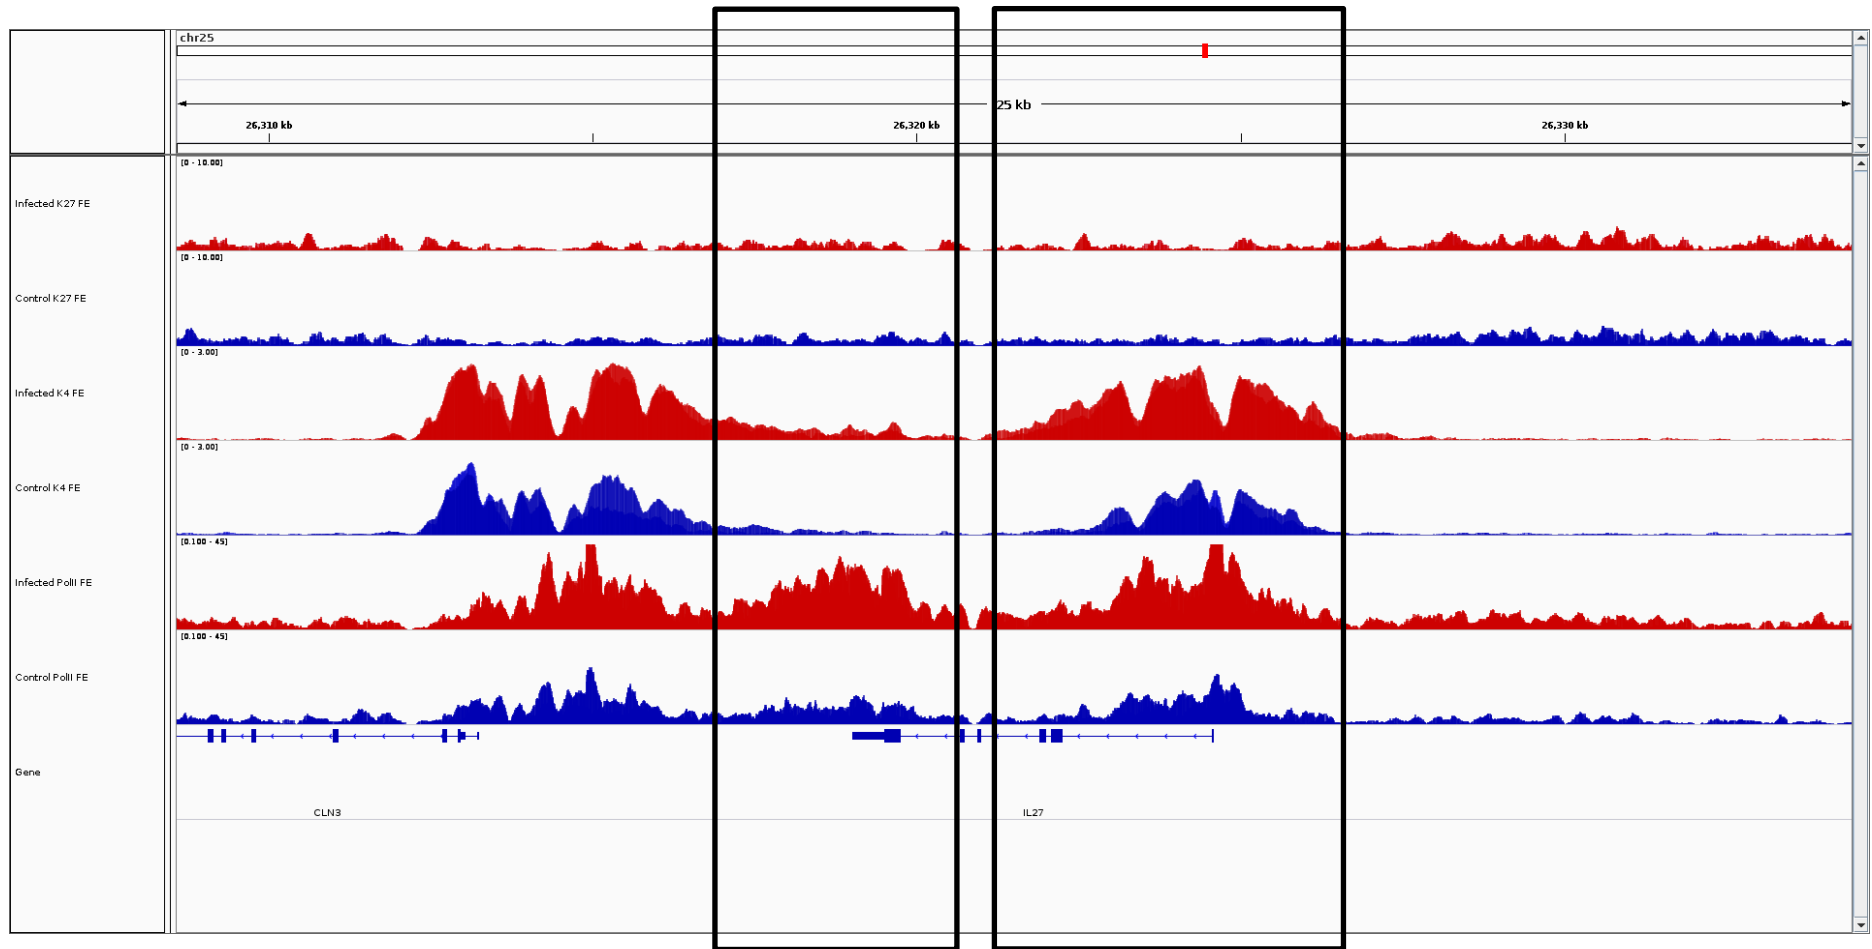 chr25
25 kb
26,310 kb
26,320 kb
26,330 kb
[0 - 10.00]
Infected K27 FE
[0 - 10.00]
Control K27 FE
[0 - 3.00]
Infected K4 FE
[0 - 3.00]
Control K4 FE
[0.100 - 45]
Infected PolII FE
[0.100 - 45]
Control PolII FE
Gene
CLN3
IL27